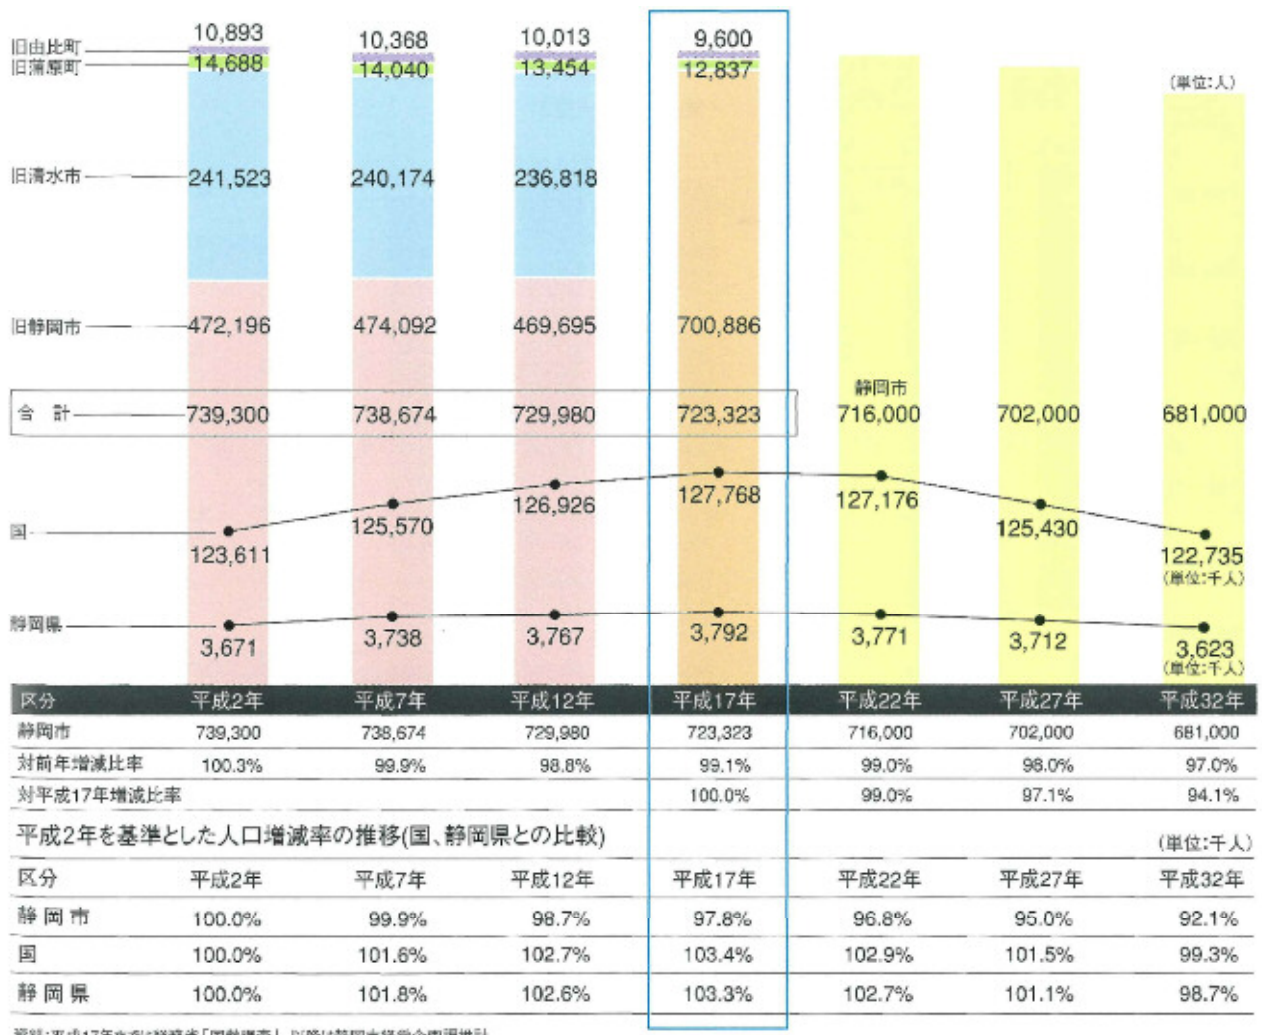 10,893 10,368 10,013 9,600
旧由比町
旧蒲原町 14,688 14,040 13,454 12,837
(単位:人)
旧清水市 241,523 240,174 236,818
旧静岡市 472,196 474,092 469,695 700,886
静岡市
合 計 739,300 738,674 729,980 723,323 716,000 702,000 681,000
国 123,611 125,570 126,926 127,768 127,176 125,430 122,735
(単位:千人)
静岡県 3,671 3,738 3,767 3,792 3,771 3,712 3,623
(単位:千人)
区分 平成2年 平成7年 平成12年 平成17年 平成22年 平成27年 平成32年
静岡市 739,300 738,674 729,980 723,323 716,000 702,000 681,000
対前年増減比率 100.3% 99.9% 98.8% 99.1% 99.0% 98.0% 97.0%
対平成17年増減比率 100.0% 99.0% 97.1% 94.1%
平成2年を基準とした人口増減率の推移(国、静岡県との比較) (単位:千人)
区分 平成2年 平成7年 平成12年 平成17年 平成22年 平成27年 平成32年
静 岡 市 100.0% 99.9% 98.7% 97.8% 96.8% 95.0% 92.1%
国 100.0% 101.6% 102.7% 103.4% 102.9% 101.5% 99.3%
静 岡 県 100.0% 101.8% 102.6% 103.3% 102.7% 101.1% 98.7%